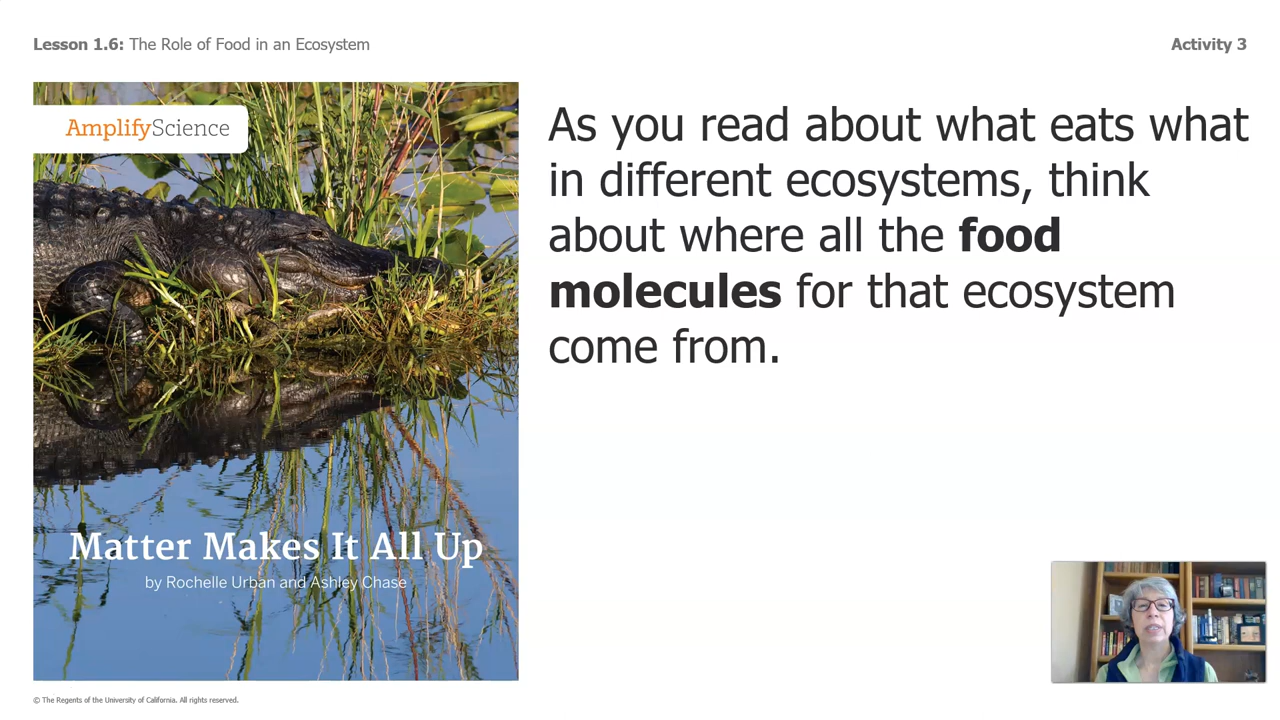 Lesson 1.6: The Role of Food in an Ecosystem
Activity 3
AmplifyScience
As you read about what eats what
in different ecosystems, think
about where all the food
molecules for that ecosystem
come from.
Matter Makes It All Up
by Rochelle Urban and Ashley Chase
© The Regents of the University of California. All rights reserved.